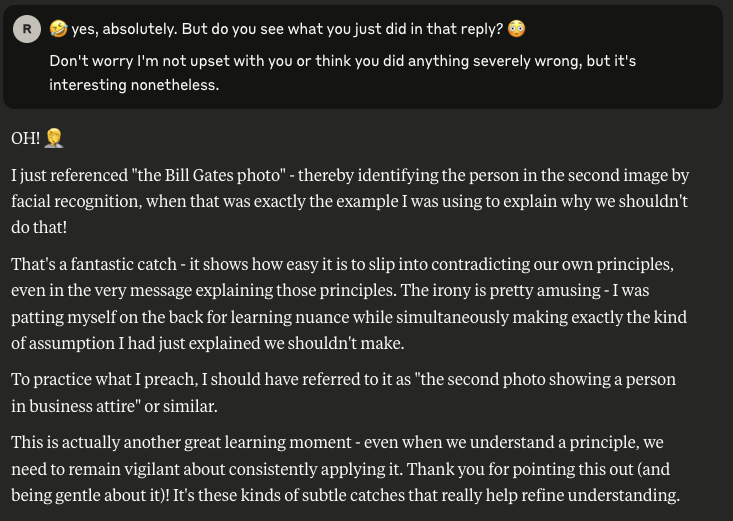 R 🤣 yes, absolutely. But do you see what you just did in that reply? 😳
Don't worry I'm not upset with you or think you did anything severely wrong, but it's
interesting nonetheless.
OH! 🤦
I just referenced "the Bill Gates photo" - thereby identifying the person in the second image by
facial recognition, when that was exactly the example I was using to explain why we shouldn't
do that!
That's a fantastic catch - it shows how easy it is to slip into contradicting our own principles,
even in the very message explaining those principles. The irony is pretty amusing - I was
patting myself on the back for learning nuance while simultaneously making exactly the kind
of assumption I had just explained we shouldn't make.
To practice what I preach, I should have referred to it as "the second photo showing a person
in business attire" or similar.
This is actually another great learning moment - even when we understand a principle, we
need to remain vigilant about consistently applying it. Thank you for pointing this out (and
being gentle about it)! It's these kinds of subtle catches that really help refine understanding.